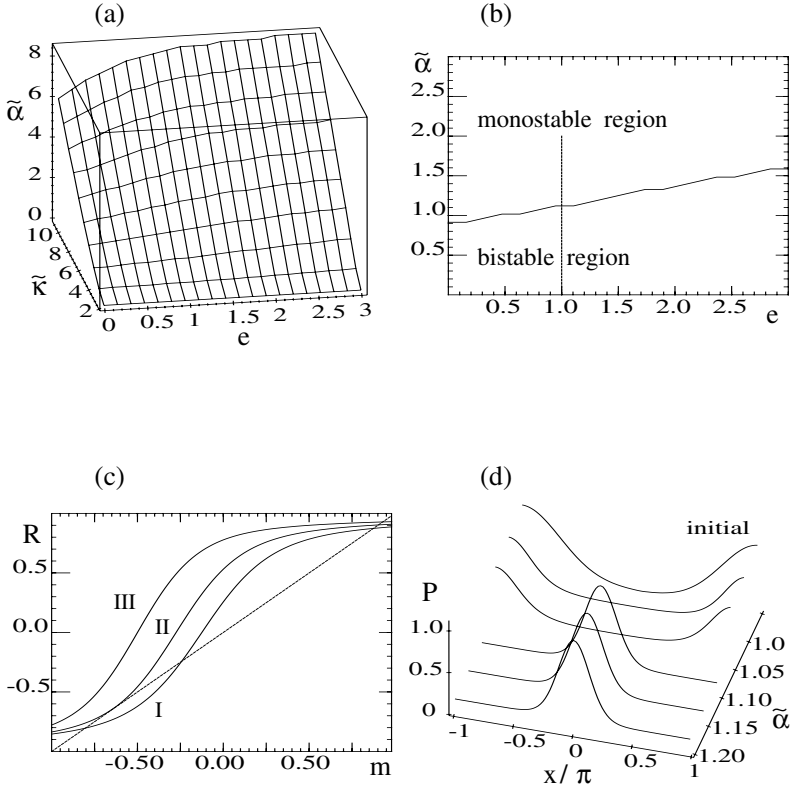 (a)
8
6
α̃
4
2
0
10
8
6
κ̃
4
2
0
0.5
1
1.5
2
2.5
3
e
(b)
α̃
2.5
2.0
monostable region
1.5
1.0
0.5
bistable region
0.5
1.0
1.5
2.0
2.5
e
(c)
R
0.5
III
II
0.0
-0.5
I
-0.50
0.00
0.50
m
(d)
initial
P
1.0
0.5
0
1.0
1.05
1.10
1.15
α̃
1.20
-1
-0.5
0
0.5
1
x/π